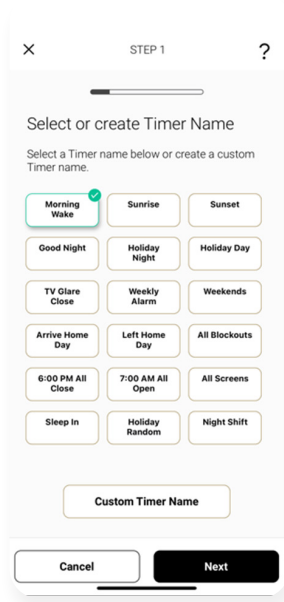 STEP 1
?
Select or create Timer Name
Select a Timer name below or create a custom
Timer name.
Morning
Wake
Sunrise
Sunset
Good Night
Holiday
Night
Holiday Day
TV Glare
Close
Weekly
Alarm
Weekends
Arrive Home
Day
Left Home
Day
All Blockouts
6:00 PM All
Close
7:00 AM All
Open
All Screens
Sleep In
Holiday
Random
Night Shift
Custom Timer Name
Cancel
Next